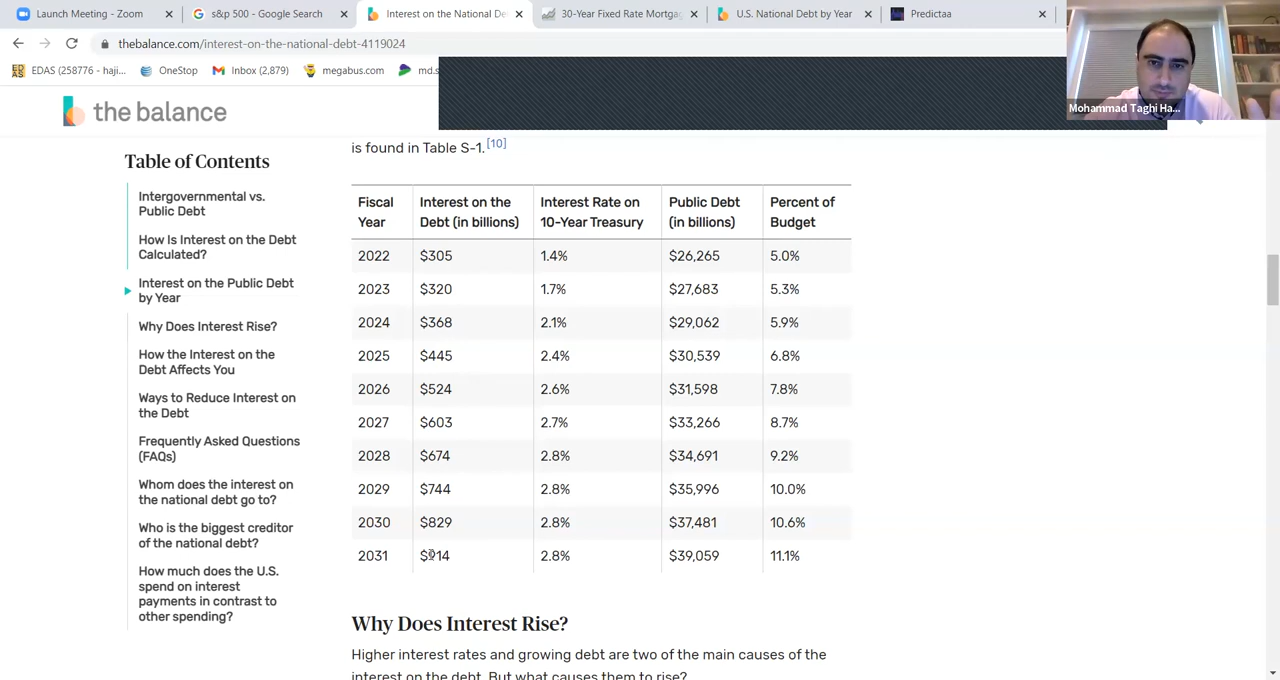 Launch Meeting - Zoom
s&p 500 - Google Search
Interest on the National De
30-Year Fixed Rate Mortga
U.S. National Debt by Year
Predictaa
thebalance.com/interest-on-the-national-debt-4119024
EDAS (258776 - haji...
OneStop
Inbox (2,879)
megabus.com
md.s
Mohammad Taghi Ha...
the balance
is found in Table S-1.[10]
Table of Contents
Intergovernmental vs.
Public Debt
How Is Interest on the Debt
Calculated?
Interest on the Public Debt
by Year
Why Does Interest Rise?
How the Interest on the
Debt Affects You
Ways to Reduce Interest on
the Debt
Frequently Asked Questions
(FAQs)
Whom does the interest on
the national debt go to?
Who is the biggest creditor
of the national debt?
How much does the U.S.
spend on interest
payments in contrast to
other spending?
Fiscal Year Interest on the Debt (in billions) Interest Rate on 10-Year Treasury Public Debt (in billions) Percent of Budget
2022 $305 1.4% $26,265 5.0%
2023 $320 1.7% $27,683 5.3%
2024 $368 2.1% $29,062 5.9%
2025 $445 2.4% $30,539 6.8%
2026 $524 2.6% $31,598 7.8%
2027 $603 2.7% $33,266 8.7%
2028 $674 2.8% $34,691 9.2%
2029 $744 2.8% $35,996 10.0%
2030 $829 2.8% $37,481 10.6%
2031 2.8% $39,059 11.1%
Why Does Interest Rise?
Higher interest rates and growing debt are two of the main causes of the
interest on the debt. But what causes them to rise?